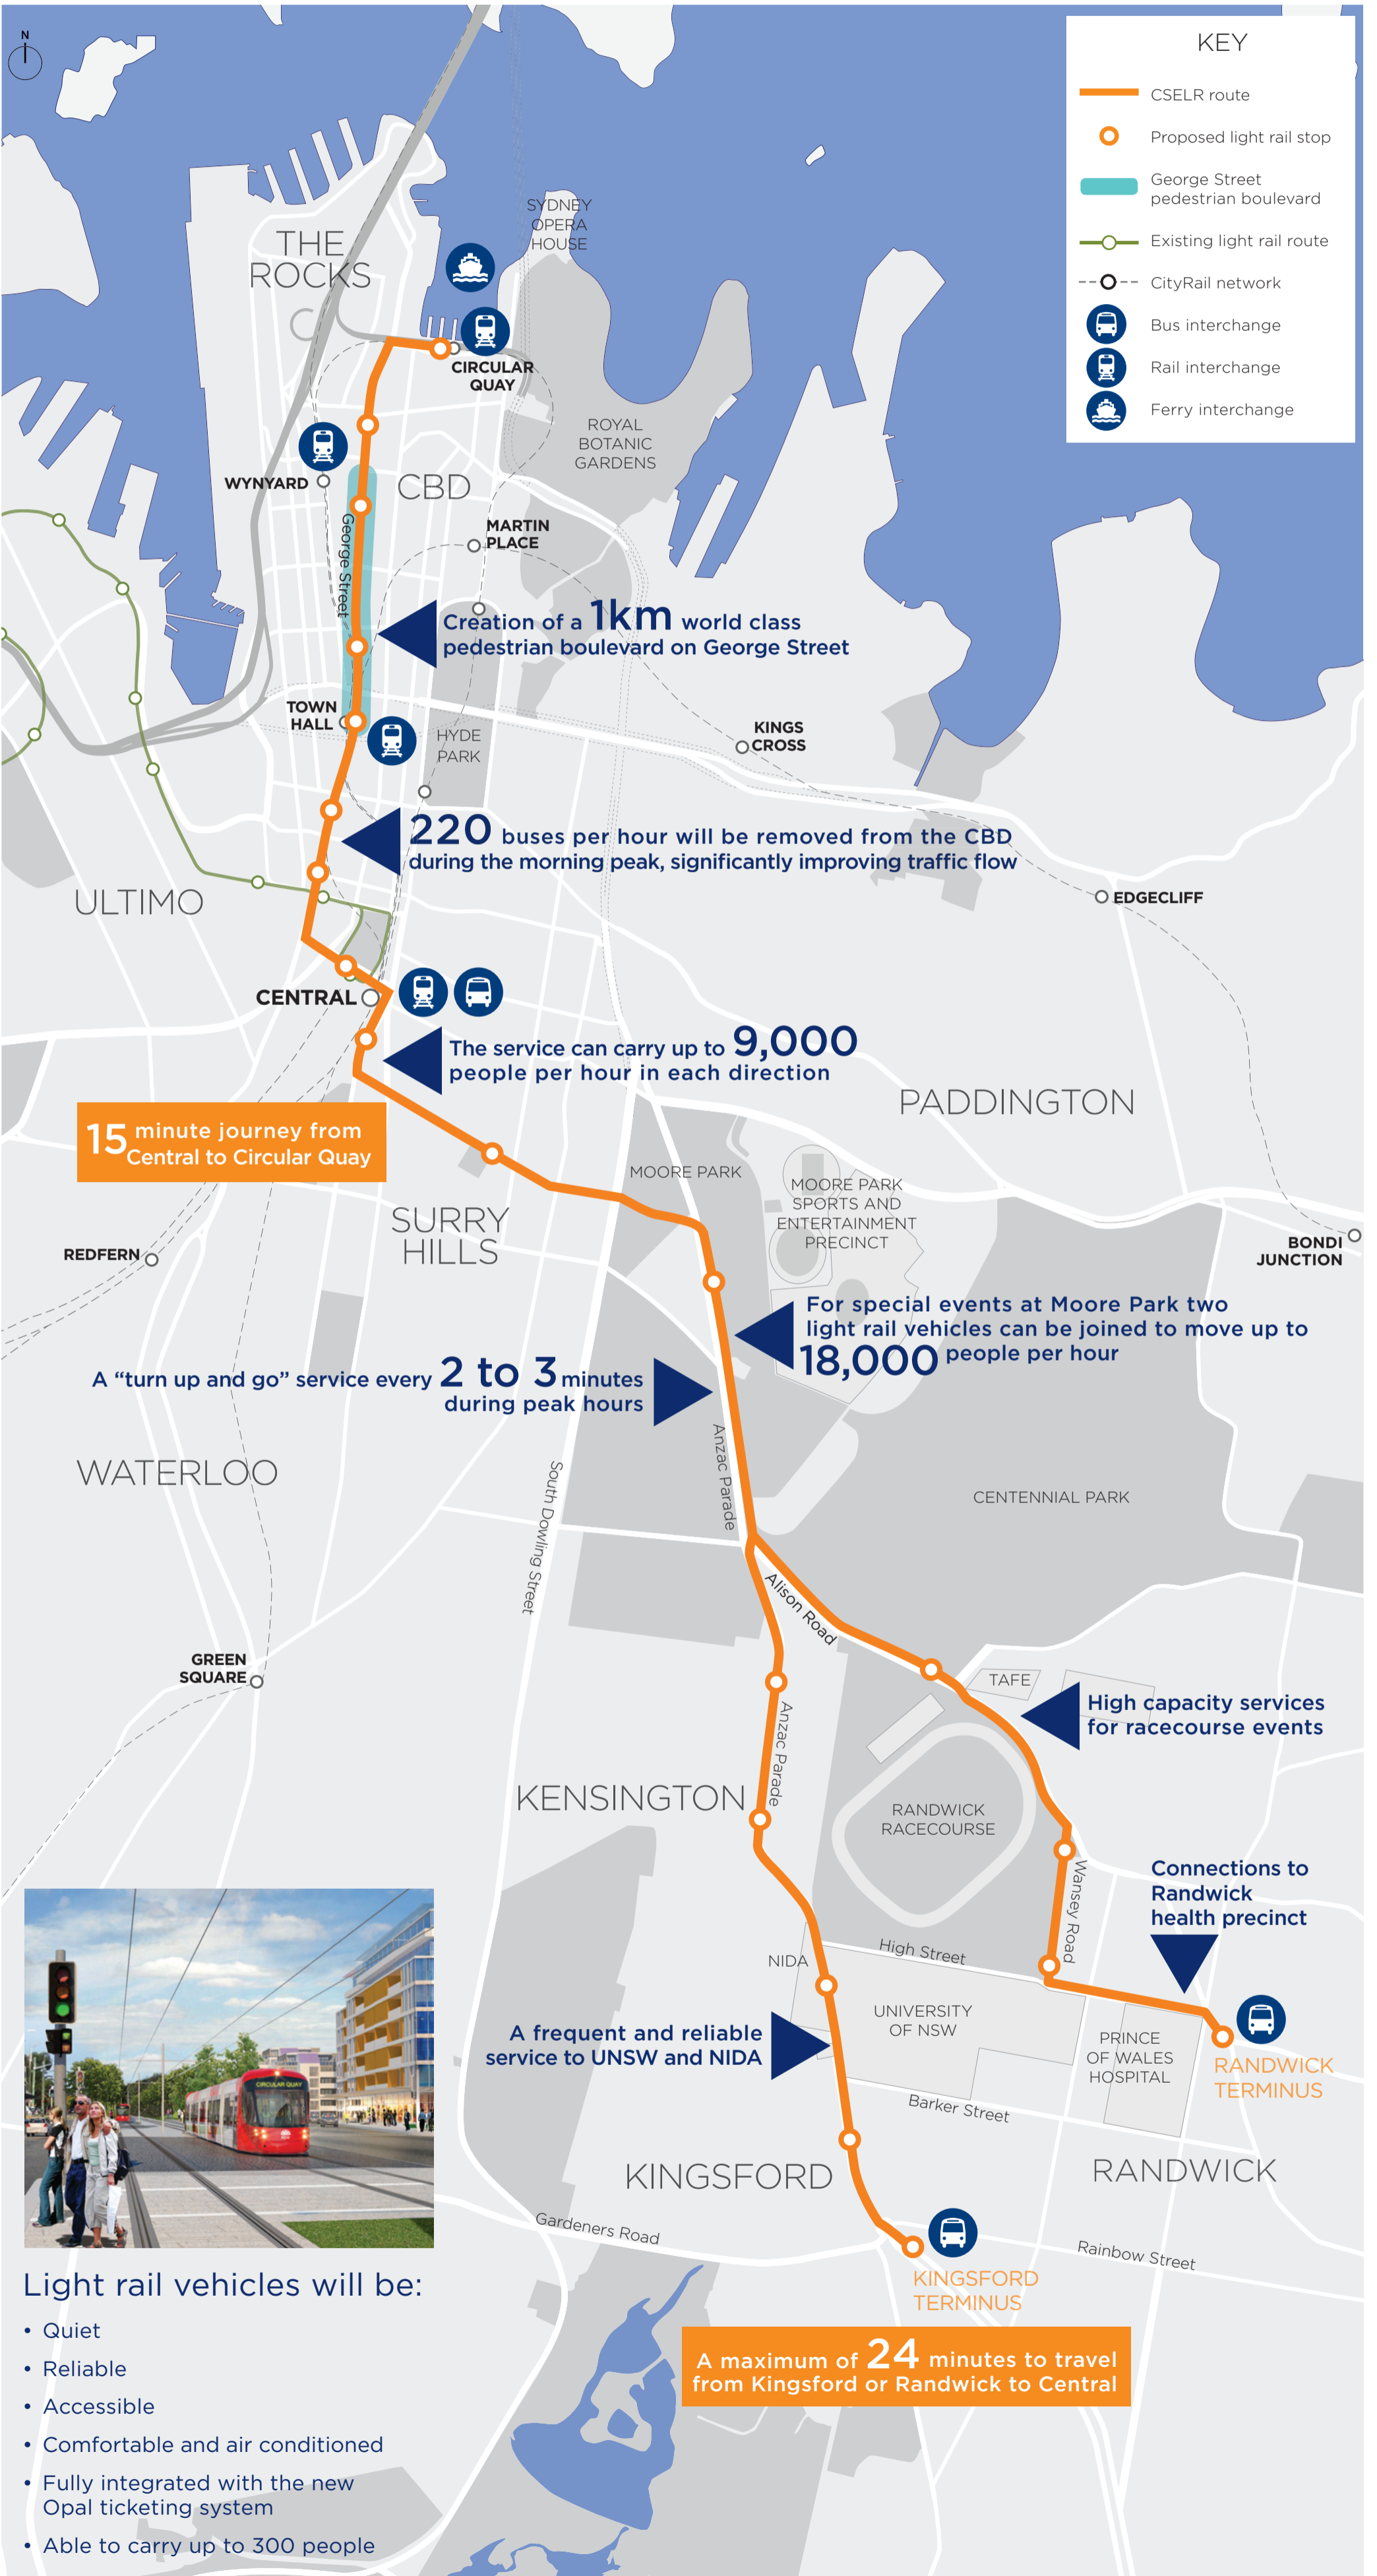 N
KEY
CSELR route
Proposed light rail stop
George Street
pedestrian boulevard
Existing light rail route
CityRail network
Bus interchange
Rail interchange
Ferry interchange
SYDNEY
OPERA
HOUSE
THE
ROCKS
CIRCULAR
QUAY
ROYAL
BOTANIC
GARDENS
WYNYARD
CBD
George Street
MARTIN
PLACE
Creation of a 1km world class
pedestrian boulevard on George Street
TOWN
HALL
HYDE
PARK
KINGS
CROSS
220 buses per hour will be removed from the CBD
during the morning peak, significantly improving traffic flow
ULTIMO
EDGECLIFF
CENTRAL
The service can carry up to 9,000
people per hour in each direction
PADDINGTON
15 minute journey from
Central to Circular Quay
MOORE PARK
MOORE PARK
SPORTS AND
ENTERTAINMENT
PRECINCT
SURRY
HILLS
REDFERN
BONDI
JUNCTION
For special events at Moore Park two
light rail vehicles can be joined to move up to
18,000 people per hour
A “turn up and go” service every 2 to 3 minutes
during peak hours
Anzac Parade
WATERLOO
South Dowling Street
CENTENNIAL PARK
Alison Road
GREEN
SQUARE
TAFE
High capacity services
for racecourse events
Anzac Parade
KENSINGTON
RANDWICK
RACECOURSE
Wansey Road
Connections to
Randwick
health precinct
High Street
NIDA
UNIVERSITY
OF NSW
A frequent and reliable
service to UNSW and NIDA
PRINCE
OF WALES
HOSPITAL
RANDWICK
TERMINUS
Barker Street
CIRCULAR QUAY
KINGSFORD
RANDWICK
Gardeners Road
Rainbow Street
KINGSFORD
TERMINUS
A maximum of 24 minutes to travel
from Kingsford or Randwick to Central
Light rail vehicles will be:
• Quiet
• Reliable
• Accessible
• Comfortable and air conditioned
• Fully integrated with the new
Opal ticketing system
• Able to carry up to 300 people